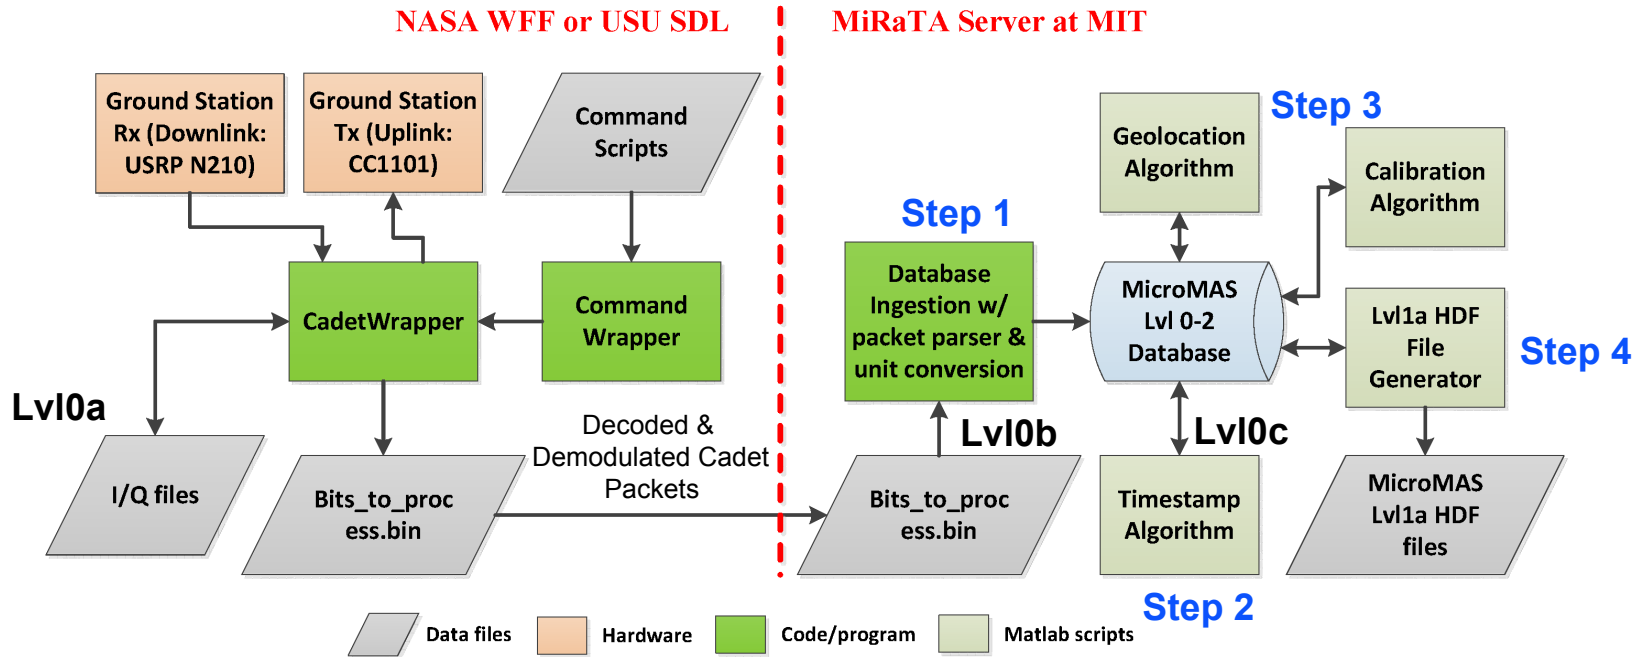 NASA WFF or USU SDL
MiRaTA Server at MIT
Ground Station
Rx (Downlink:
USRP N210)
Ground Station
Tx (Uplink:
CC1101)
Command
Scripts
CadetWrapper
Command
Wrapper
Lvl0a
I/Q files
Bits_to_proc
ess.bin
Decoded &
Demodulated Cadet
Packets
Step 1
Database
Ingestion w/
packet parser &
unit conversion
Lvl0b
Bits_to_proc
ess.bin
Geolocation
Algorithm
Step 3
Calibration
Algorithm
MicroMAS
Lvl 0-2
Database
Lvl1a HDF
File
Generator
Step 4
Lvl0c
Timestamp
Algorithm
Step 2
MicroMAS
Lvl1a HDF
files
Data files
Hardware
Code/program
Matlab scripts